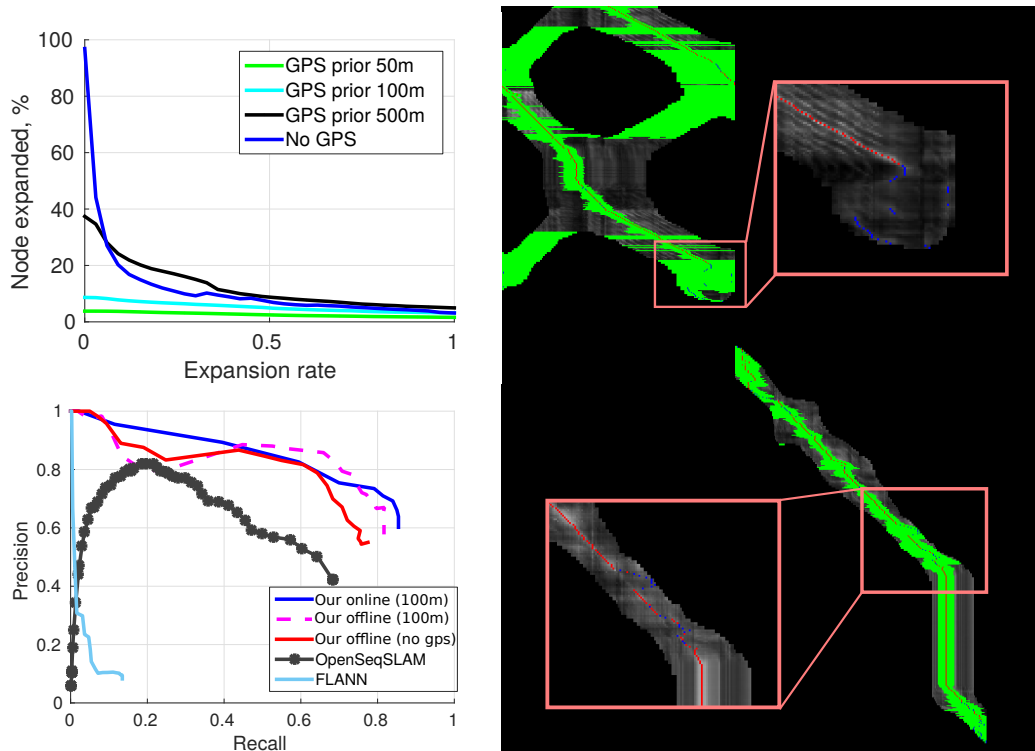 100
80
60
40
20
0
Node expanded, %
GPS prior 50m
GPS prior 100m
GPS prior 500m
No GPS
0
0.5
1
Expansion rate
1
0.8
0.6
0.4
0.2
0
Precision
Our online (100m)
Our offline (100m)
Our offline (no gps)
OpenSeqSLAM
FLANN
0
0.2
0.4
0.6
0.8
1
Recall